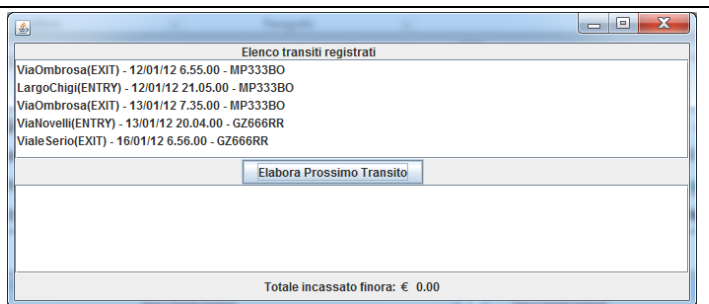 Elenco transiti registrati
ViaOmbrosa(EXIT) - 12/01/12 6.55.00 - MP333BO
LargoChigi(ENTRY) - 12/01/12 21.05.00 - MP333BO
ViaOmbrosa(EXIT) - 13/01/12 7.35.00 - MP333BO
ViaNovelli(ENTRY) - 13/01/12 20.04.00 - GZ666RR
VialeSerio(EXIT) - 16/01/12 6.56.00 - GZ666RR
Elabora Prossimo Transito
Totale incassato finora: € 0.00